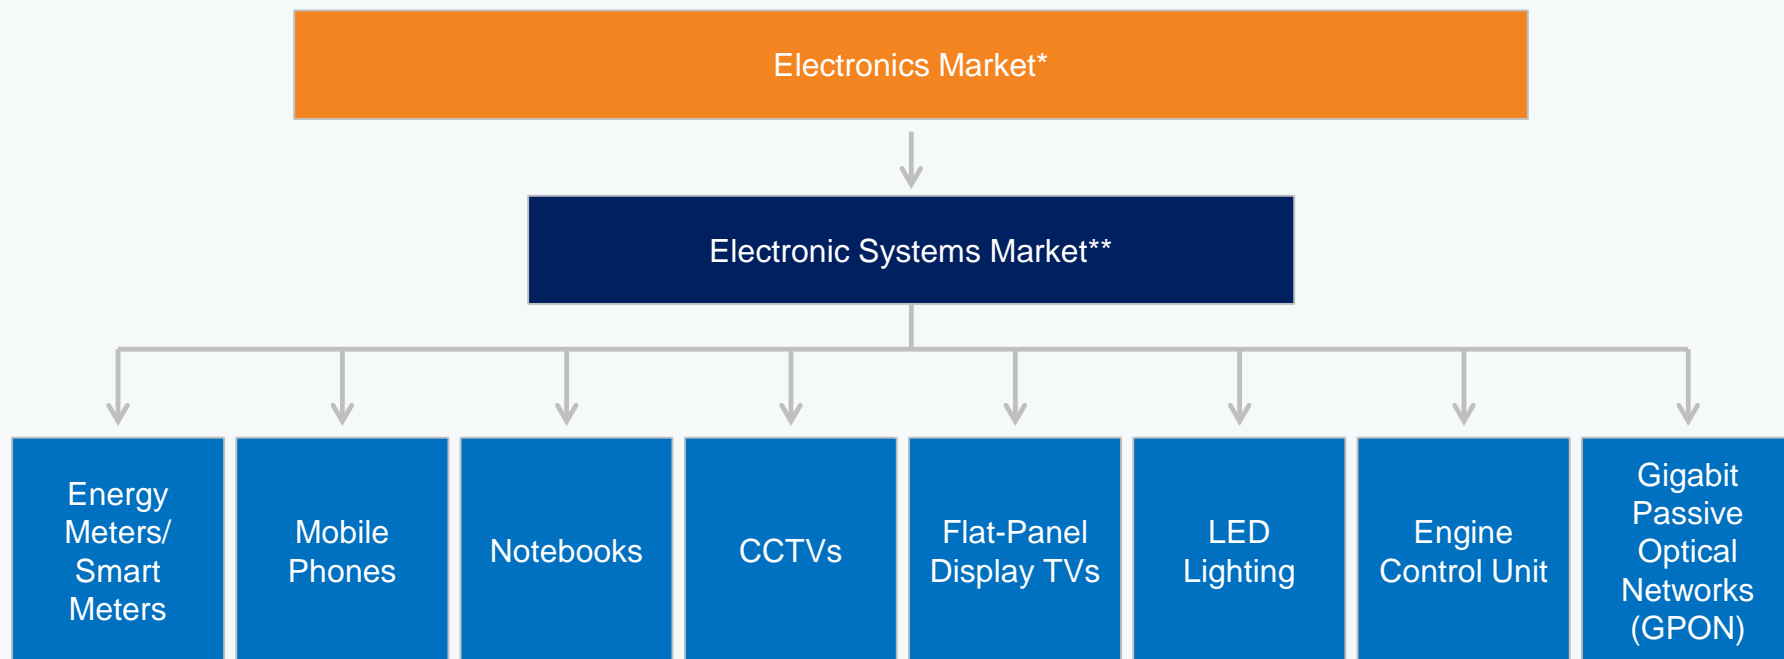 Electronics Market*
Electronic Systems Market**
Energy
Meters/
Smart
Meters
Mobile
Phones
Notebooks
CCTVs
Flat-Panel
Display TVs
LED
Lighting
Engine
Control Unit
Gigabit
Passive
Optical
Networks
(GPON)